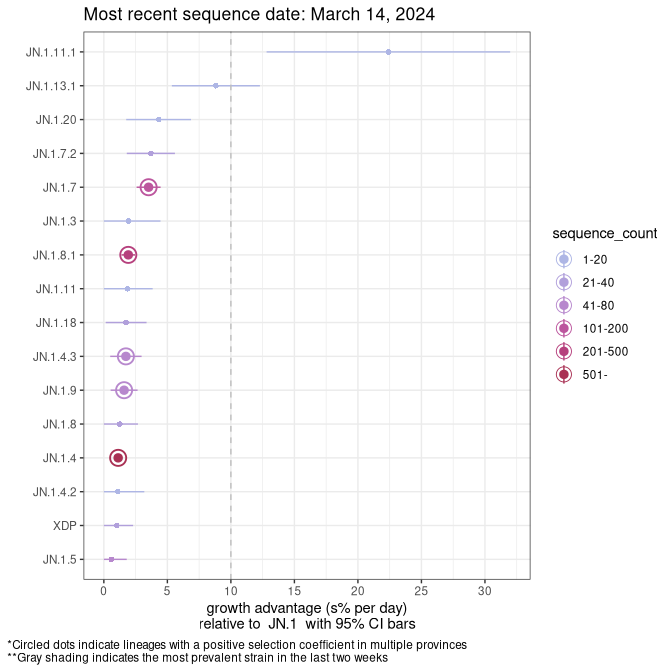 Most recent sequence date: March 14, 2024
JN.1.11.1
JN.1.13.1
JN.1.20
JN.1.7.2
JN.1.7
JN.1.3
JN.1.8.1
JN.1.11
JN.1.18
JN.1.4.3
JN.1.9
JN.1.8
JN.1.4
JN.1.4.2
XDP
JN.1.5
0 5 10 15 20 25 30
growth advantage (s% per day)
relative to JN.1 with 95% CI bars
sequence_count
1-20
21-40
41-80
101-200
201-500
501-
*Circled dots indicate lineages with a positive selection coefficient in multiple provinces
**Gray shading indicates the most prevalent strain in the last two weeks